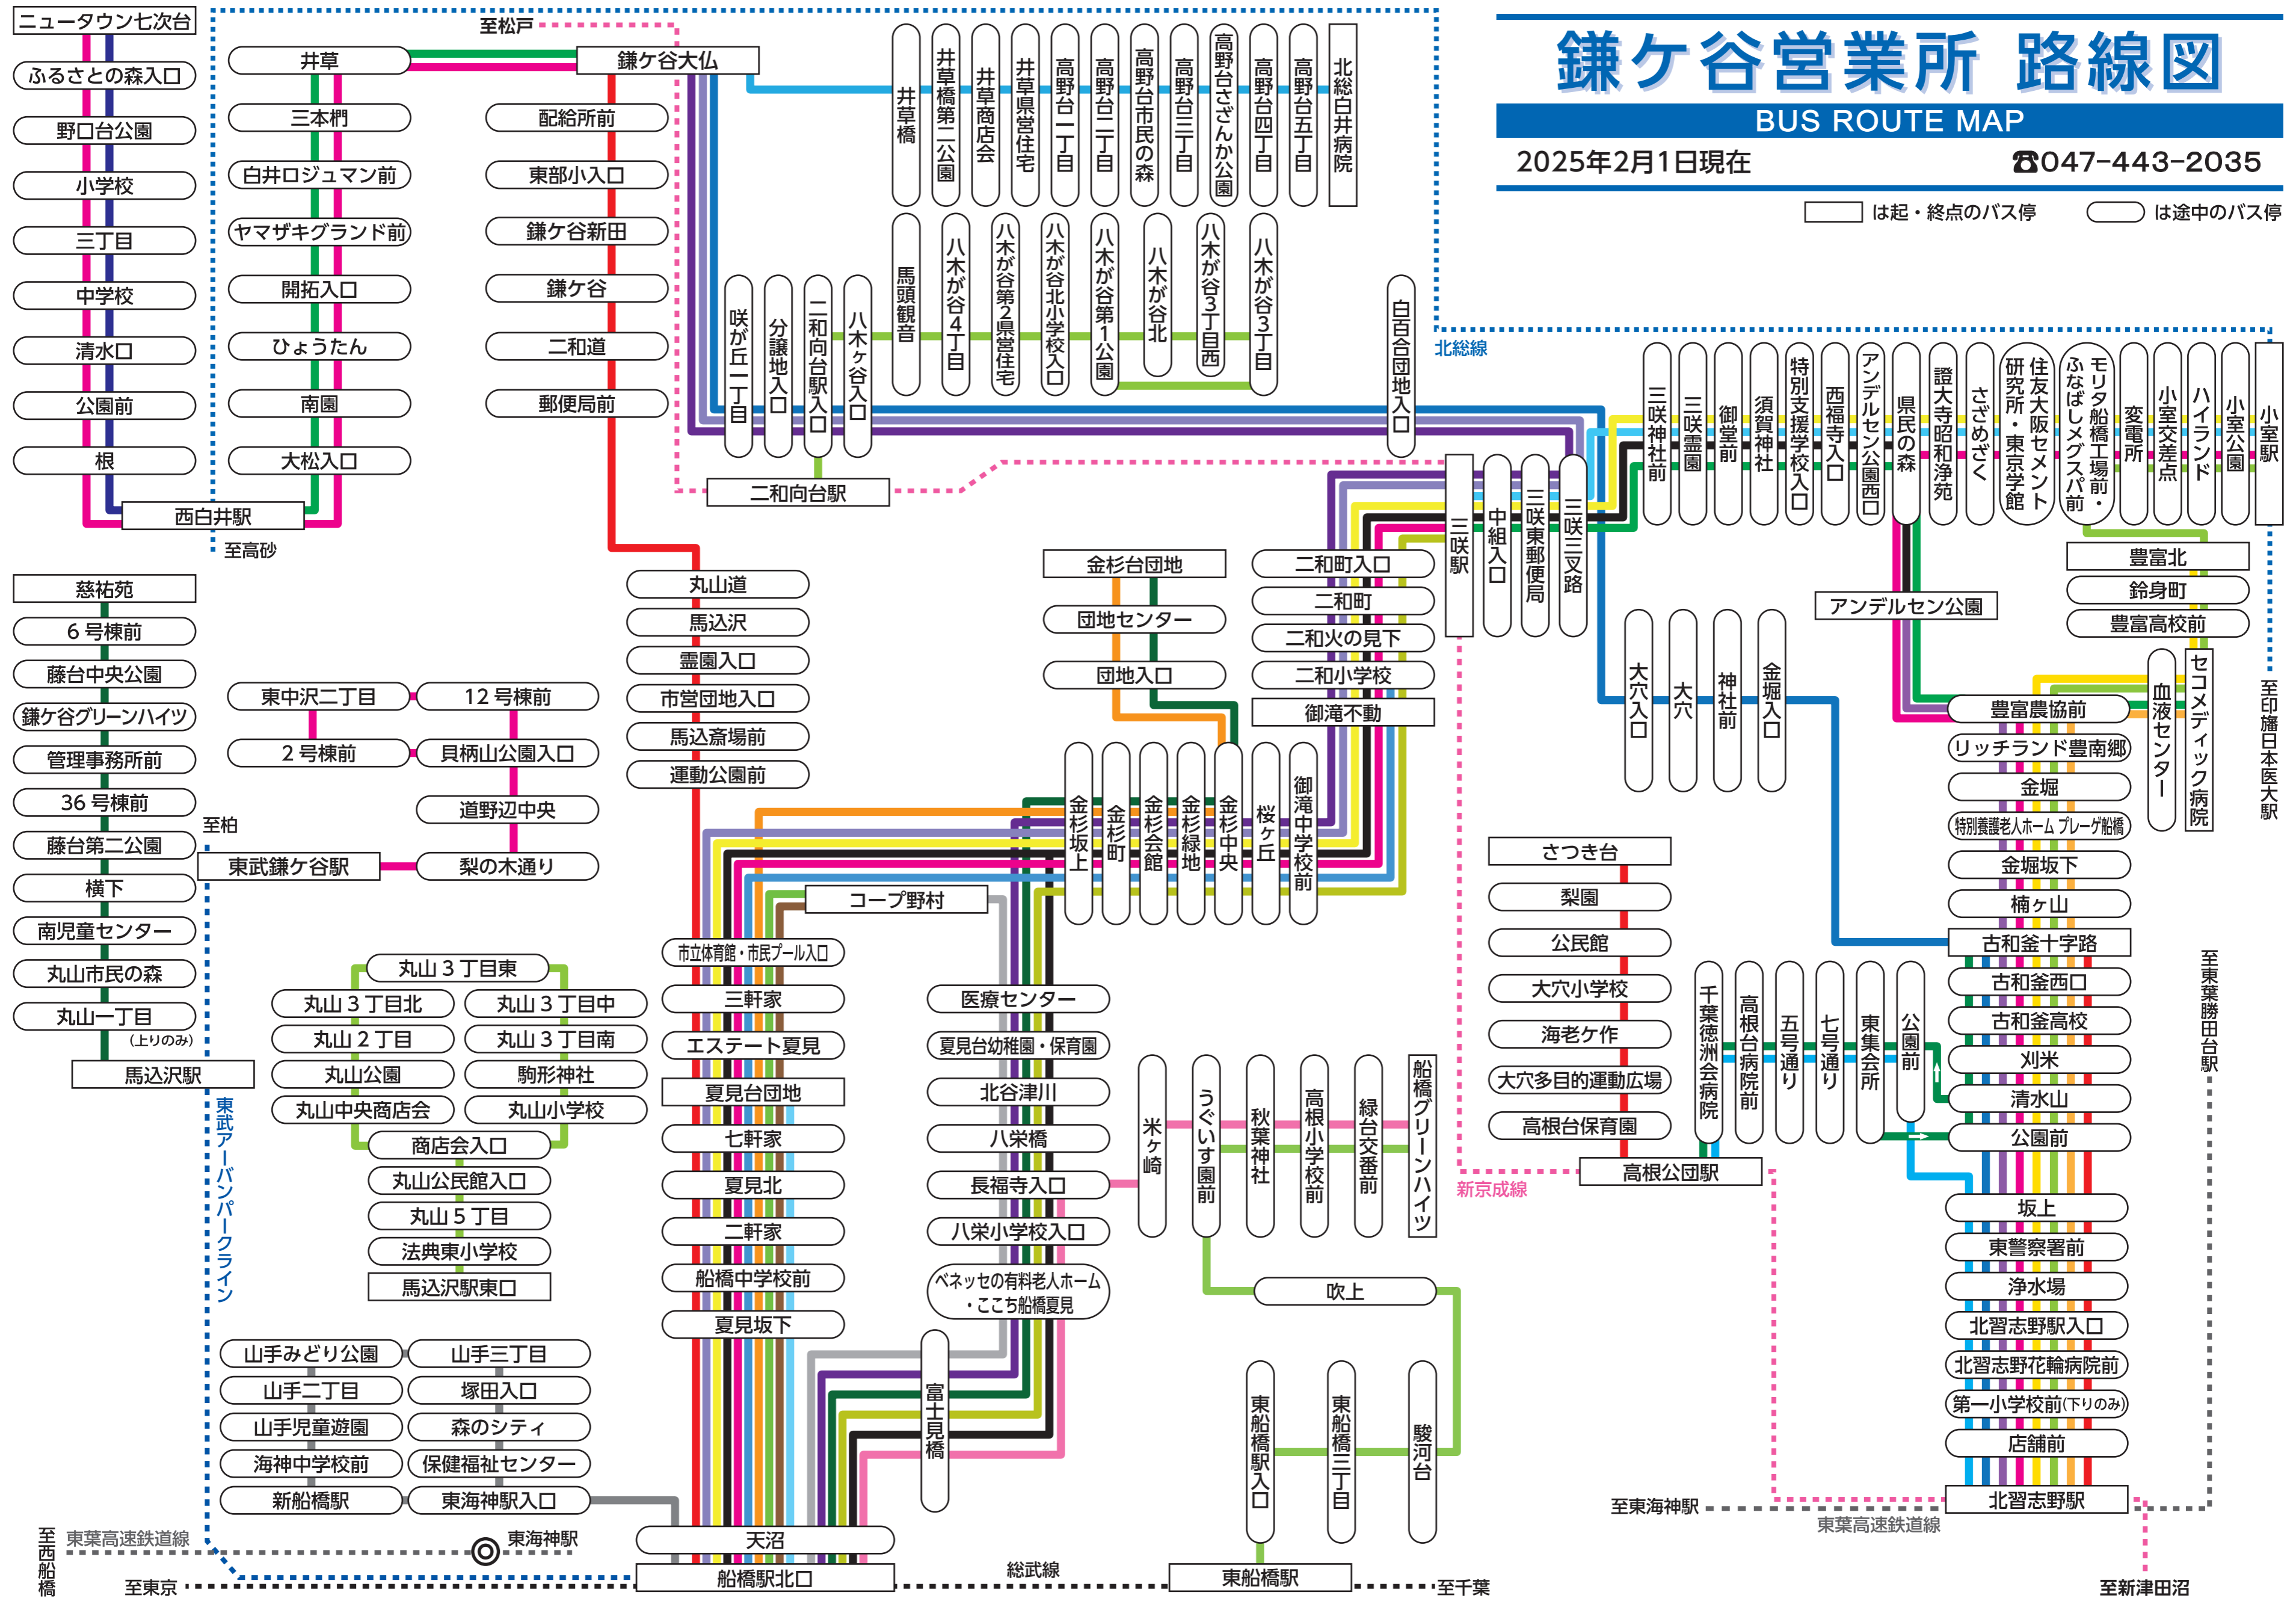 鎌ケ谷営業所 路線図
BUS ROUTE MAP
2025年2月1日現在
☎047-443-2035
は起・終点のバス停
は途中のバス停
ニュータウン七次台
ふるさとの森入口
野口台公園
小学校
三丁目
中学校
清水口
公園前
根
西白井駅
至高砂
井草
三本椚
白井ロジュマン前
ヤマザキグランド前
開拓入口
ひょうたん
南園
大松入口
至松戸
鎌ケ谷大仏
配給所前
東部小入口
鎌ケ谷新田
鎌ケ谷
二和道
郵便局前
丸山道
馬込沢
霊園入口
市営団地入口
馬込斎場前
運動公園前
井草橋
井草橋第二公園
井草商店会
井草県営住宅
高野台一丁目
高野台二丁目
高野台市民の森
高野台三丁目
高野台さざんか公園
高野台四丁目
高野台五丁目
北総白井病院
馬頭観音
八木が谷4丁目
八木が谷第2県営住宅
八木が谷北小学校入口
八木が谷第1公園
八木が谷北
八木が谷3丁目西
八木が谷3丁目
咲が丘一丁目
分譲地入口
二和向台駅入口
八木ヶ谷入口
白百合団地入口
二和向台駅
北総線
三咲駅
中組入口
三咲東郵便局
三咲三叉路
三咲神社前
三咲霊園
御堂前
須賀神社
特別支援学校入口
西福寺入口
アンデルセン公園西口
県民の森
證大寺昭和浄苑
さざめざく
住友大阪セメント
研究所・東京学館
モリタ船橋工場前・
ふなばしメグスパ前
変電所
小室交差点
ハイランド
小室公園
小室駅
豊富北
鈴身町
豊富高校前
アンデルセン公園
血液センター
セコメディック病院
至印旛日本医大駅
豊富農協前
リッチランド豊南郷
金堀
特別養護老人ホーム プレーゲ船橋
金堀坂下
楠ヶ山
古和釜十字路
古和釜西口
古和釜高校
刈米
清水山
公園前
坂上
東警察署前
浄水場
北習志野駅入口
北習志野花輪病院前
第一小学校前(下りのみ)
店舗前
北習志野駅
大穴入口
大穴
神社前
金堀入口
慈祐苑
6号棟前
藤台中央公園
鎌ケ谷グリーンハイツ
管理事務所前
36号棟前
藤台第二公園
横下
南児童センター
丸山市民の森
丸山一丁目
(上りのみ)
馬込沢駅
東中沢二丁目
12号棟前
2号棟前
貝柄山公園入口
道野辺中央
至柏
東武鎌ケ谷駅
梨の木通り
東武アーバンパークライン
丸山3丁目東
丸山3丁目北
丸山3丁目中
丸山2丁目
丸山3丁目南
丸山公園
駒形神社
丸山中央商店会
丸山小学校
商店会入口
丸山公民館入口
丸山5丁目
法典東小学校
馬込沢駅東口
金杉台団地
団地センター
団地入口
二和町入口
二和町
二和火の見下
二和小学校
御滝不動
金杉坂上
金杉町
金杉会館
金杉緑地
金杉中央
桜ヶ丘
御滝中学校前
コープ野村
市立体育館・市民プール入口
三軒家
エステート夏見
夏見台団地
七軒家
夏見北
二軒家
船橋中学校前
夏見坂下
医療センター
夏見台幼稚園・保育園
北谷津川
八栄橋
長福寺入口
八栄小学校入口
ベネッセの有料老人ホーム
・ここち船橋夏見
富士見橋
米ヶ崎
うぐいす園前
秋葉神社
高根小学校前
緑台交番前
船橋グリーンハイツ
吹上
東船橋駅入口
東船橋三丁目
駿河台
東船橋駅
さつき台
梨園
公民館
大穴小学校
海老ケ作
大穴多目的運動広場
高根台保育園
高根公団駅
新京成線
千葉徳洲会病院
高根台病院前
五号通り
七号通り
東集会所
公園前
至東葉勝田台駅
山手みどり公園
山手三丁目
山手二丁目
塚田入口
山手児童遊園
森のシティ
海神中学校前
保健福祉センター
新船橋駅
東海神駅入口
天沼
船橋駅北口
至西船橋
東葉高速鉄道線
東海神駅
至東京
総武線
至千葉
至東海神駅
東葉高速鉄道線
至新津田沼